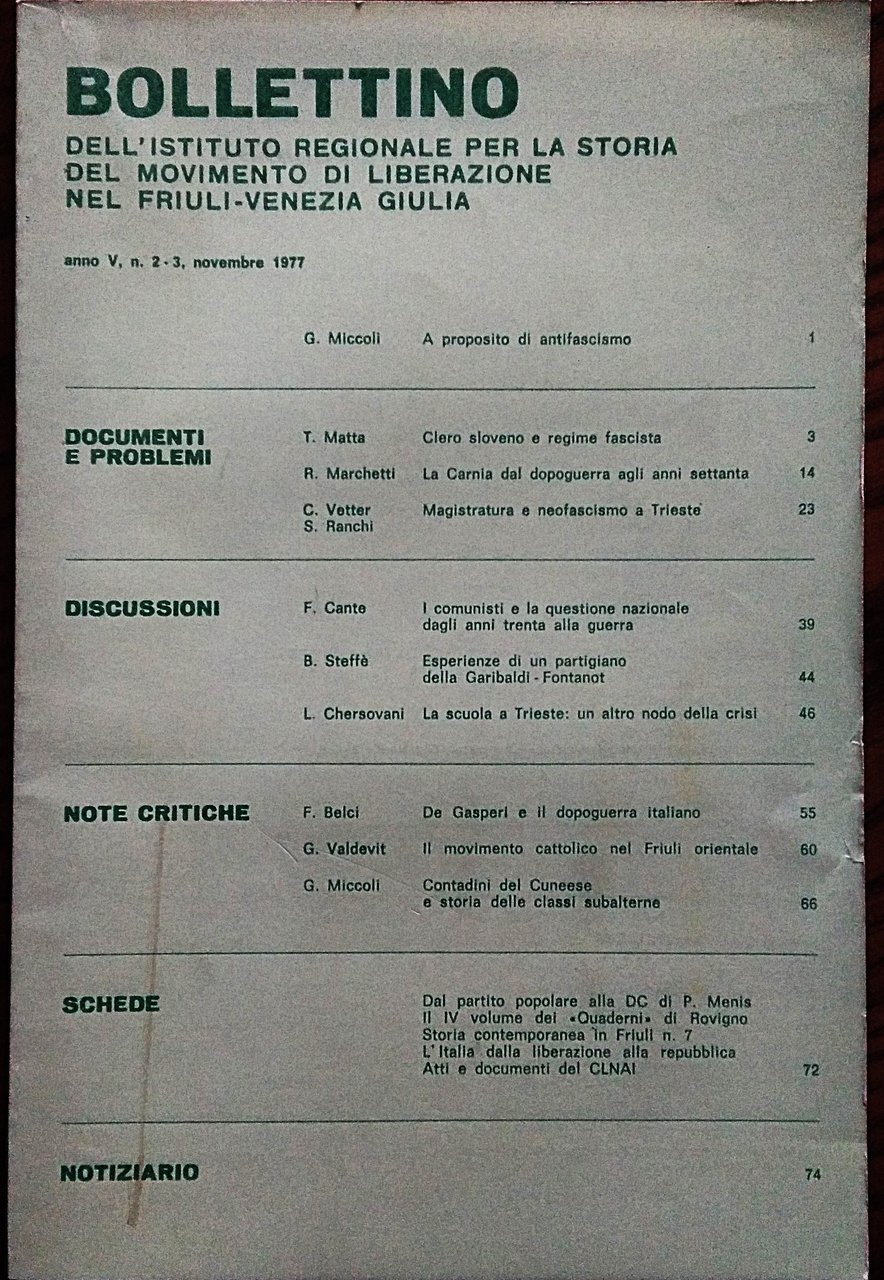 BOLLETTINO
DELL'ISTITUTO REGIONALE PER LA STORIA
DEL MOVIMENTO DI LIBERAZIONE
NEL FRIULI-VENEZIA GIULIA
anno V, n. 2-3, novembre 1977
G. Miccoli A proposito di antifascismo 1
DOCUMENTI
E PROBLEMI
T. Matta Clero sloveno e regime fascista 3
R. Marchetti La Carnia dal dopoguerra agli anni settanta 14
C. Vetter Magistratura e neofascismo a Trieste 23
S. Ranchi
DISCUSSIONI F. Cante I comunisti e la questione nazionale
dagli anni trenta alla guerra 39
B. Steffè Esperienze di un partigiano
della Garibaldi - Fontanot 44
L. Chersovani La scuola a Trieste: un altro nodo della crisi 46
NOTE CRITICHE F. Belci De Gasperi e il dopoguerra italiano 55
G. Valdevit Il movimento cattolico nel Friuli orientale 60
G. Miccoli Contadini del Cuneese
e storia delle classi subalterne 66
SCHEDE Dal partito popolare alla DC di P. Menis
Il IV volume dei «Quaderni» di Rovigno
Storia contemporanea in Friuli n. 7
L'Italia dalla liberazione alla repubblica
Atti e documenti del CLNAI 72
NOTIZIARIO 74